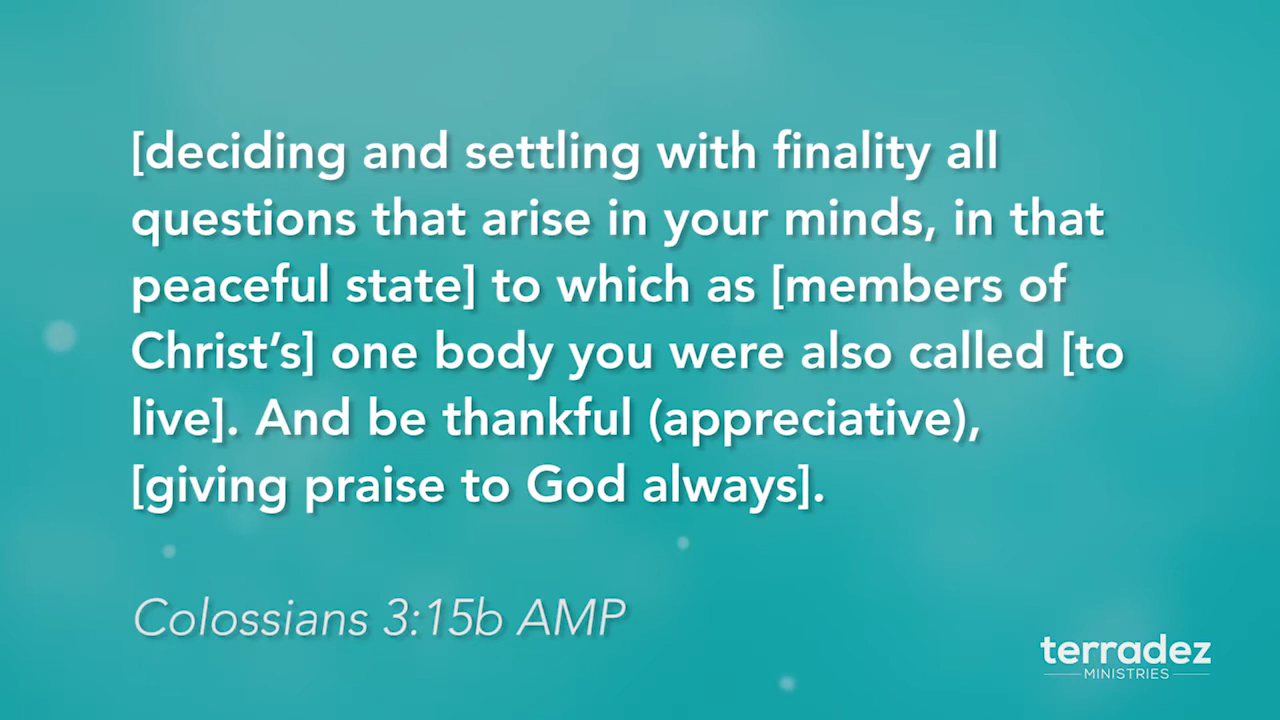 [deciding and settling with finality all
questions that arise in your minds, in that
peaceful state] to which as [members of
Christ’s] one body you were also called [to
live]. And be thankful (appreciative),
[giving praise to God always].
Colossians 3:15b AMP
terradez
MINISTRIES